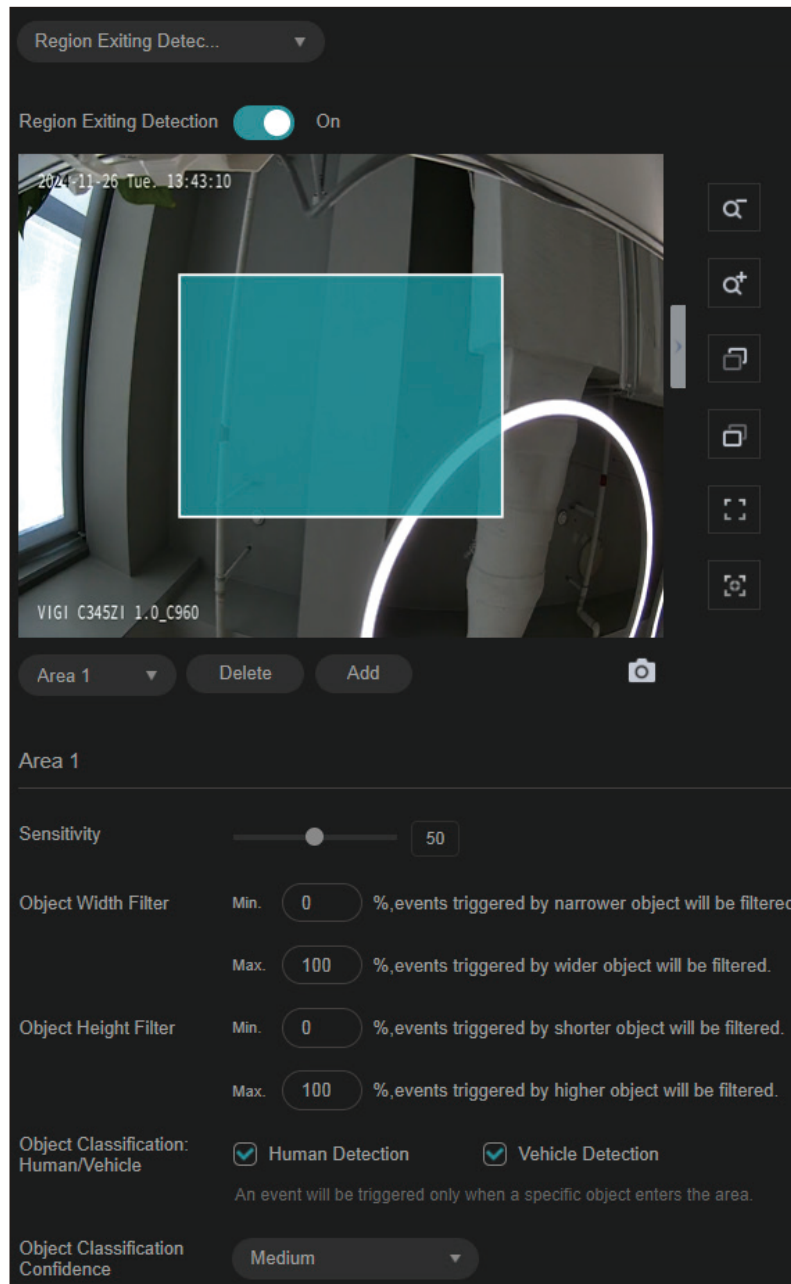 Region Exiting Detec...
Region Exiting Detection On
2024-11-26 Tue. 13:43:10
VIGI C345ZI 1.0_C960
Area 1 Delete Add
Area 1
Sensitivity 50
Object Width Filter Min. 0 %,events triggered by narrower object will be filtered
Max. 100 %,events triggered by wider object will be filtered.
Object Height Filter Min. 0 %,events triggered by shorter object will be filtered.
Max. 100 %,events triggered by higher object will be filtered.
Object Classification:
Human/Vehicle Human Detection Vehicle Detection
An event will be triggered only when a specific object enters the area.
Object Classification
Confidence Medium